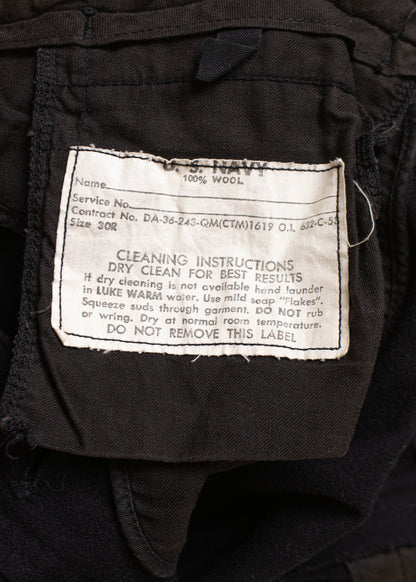 U. S. NAVY
100% WOOL
Name
Service No.
Contract No. DA-36-243-QM(CTM)1619 O.I. 632-C-55
Size 30R
CLEANING INSTRUCTIONS
DRY CLEAN FOR BEST RESULTS
If dry cleaning is not available hand launder
in LUKE WARM water. Use mild soap "Flakes".
Squeeze suds through garment. DO NOT rub
or wring. Dry at normal room temperature.
DO NOT REMOVE THIS LABEL